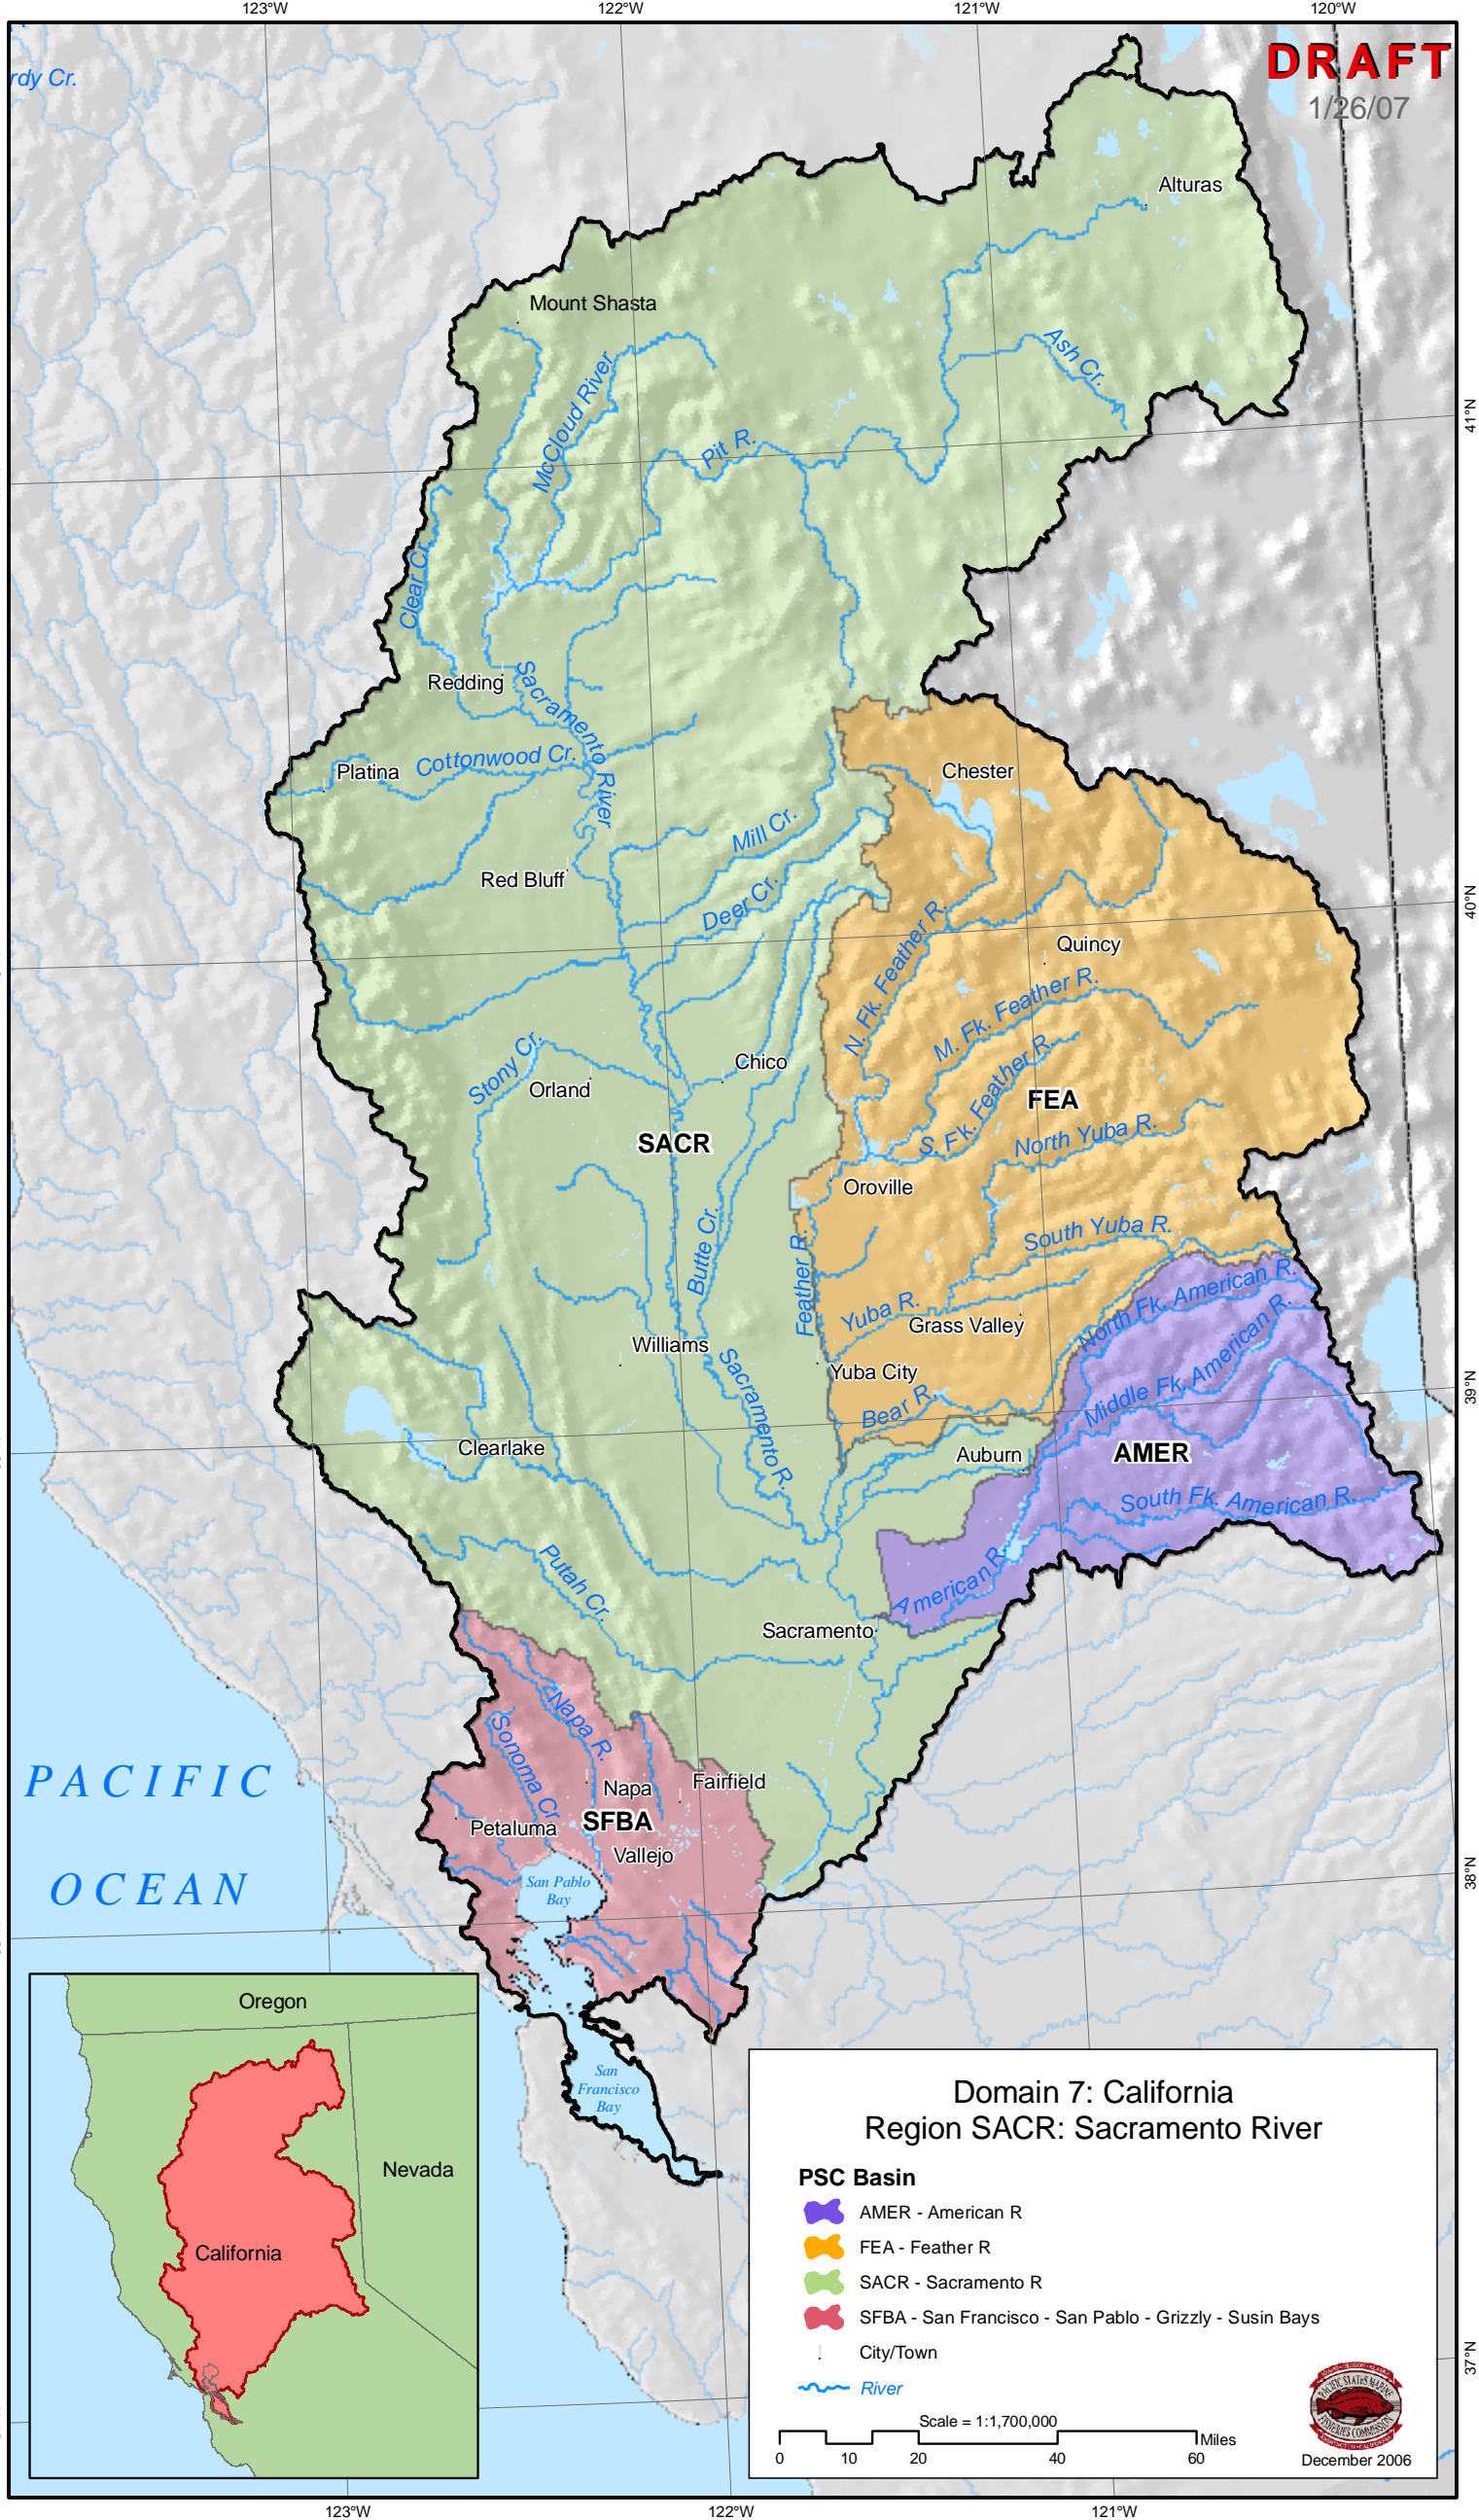 123°W
122°W
121°W
120°W
rdy Cr.
DRAFT
1/26/07
Alturas
Mount Shasta
Ash Cr.
McCloud River
41°N
Pit R.
Clear Cr.
Redding
Sacramento River
Cottonwood Cr.
Platina
Chester
Mill Cr.
Red Bluff
Deer Cr.
40°N
N. Fk. Feather R.
Quincy
M. Fk. Feather R.
Stony Cr.
Orland
Chico
S. Fk. Feather R.
FEA
SACR
North Yuba R.
Oroville
Butte Cr.
Feather R.
South Yuba R.
North Fk. American R.
Yuba R.
Grass Valley
Williams
Yuba City
Middle Fk. American R.
39°N
Sacramento R.
Bear R.
Clearlake
Auburn
AMER
South Fk. American R.
Putah Cr.
American R.
Sacramento
Napa R.
Sonoma Cr.
PACIFIC
OCEAN
Napa
Fairfield
SFBA
Petaluma
Vallejo
38°N
San Pablo
Bay
San
Francisco
Bay
Oregon
Nevada
California
Domain 7: California
Region SACR: Sacramento River
PSC Basin
AMER - American R
FEA - Feather R
SACR - Sacramento R
SFBA - San Francisco - San Pablo - Grizzly - Susin Bays
City/Town
River
Scale = 1:1,700,000
Miles
0 10 20 40 60
PACIFIC STATES MARINE
FISHERIES COMMISSION
December 2006
37°N
123°W
122°W
121°W